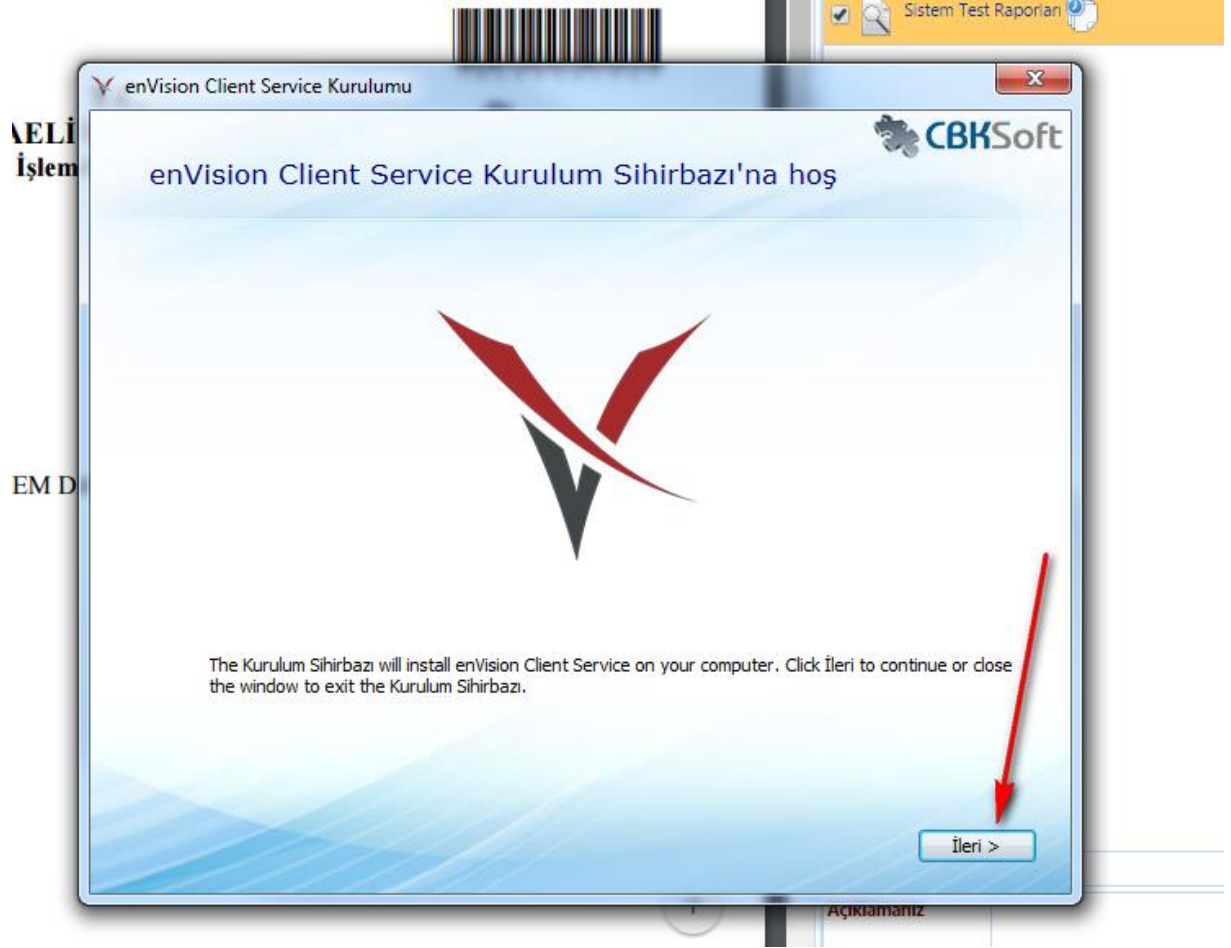 Sistem Test Raporları
enVision Client Service Kurulumu
AELİ
İşlem
CBKSoft
enVision Client Service Kurulum Sihirbazı'na hoş
EM D
The Kurulum Sihirbazı will install enVision Client Service on your computer. Click İleri to continue or close
the window to exit the Kurulum Sihirbazı.
İleri >
Açıklamanız